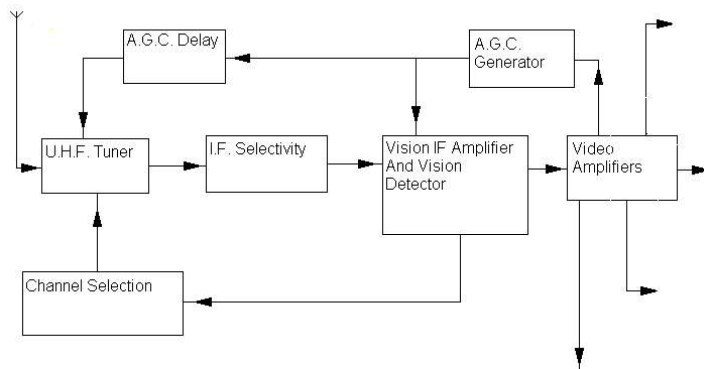 A.G.C. Delay
A.G.C.
Generator
U.H.F. Tuner
I.F. Selectivity
Vision IF Amplifier
And Vision
Detector
Video
Amplifiers
Channel Selection